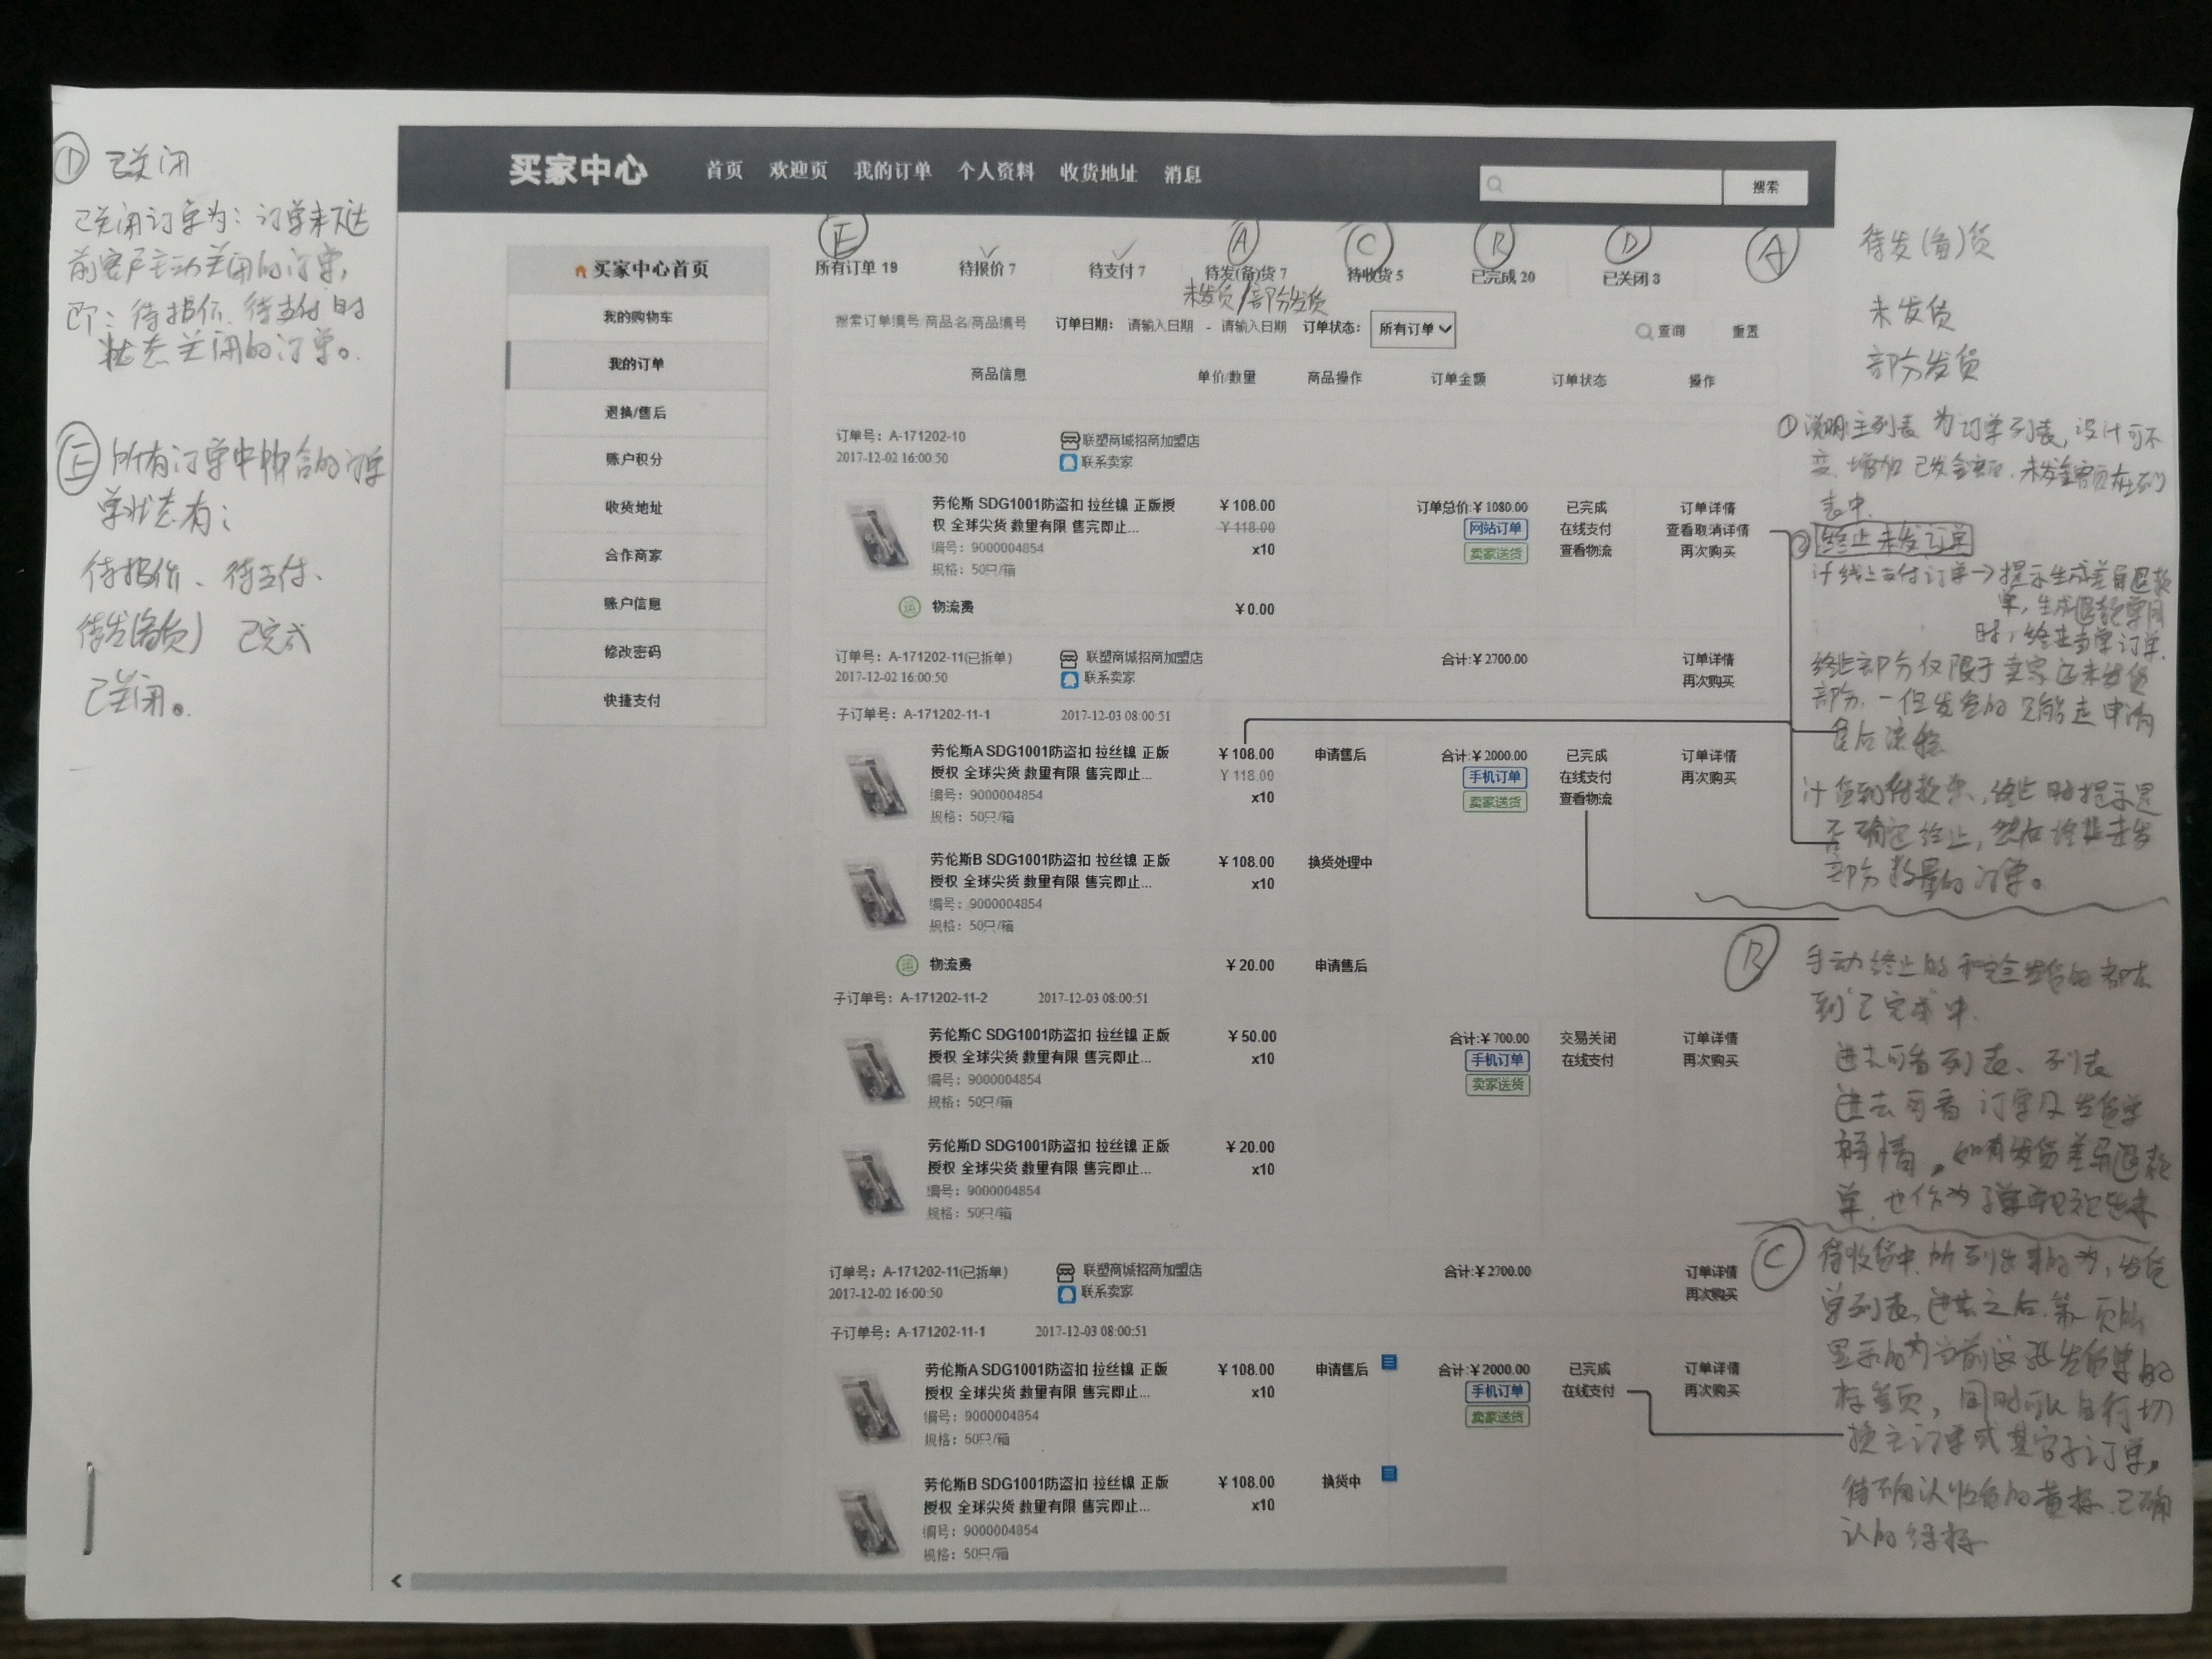 D 已关闭
已关闭订单为：订单未下达
前客户主动关闭的订单，
即：待报价、待支付时
状态关闭的订单。
E 所有订单中包含的订
单状态有：
待报价、待支付、
待发(备货) 已完成
已关闭。
买家中心 首页 欢迎页 我的订单 个人资料 收货地址 消息 搜索
买家中心首页
我的购物车
我的订单
退换/售后
账户积分
收货地址
合作商家
账户信息
修改密码
快捷支付
E A C B D
所有订单 19 待报价 7 待支付 7 待发(备)货 7 待收货 5 已完成 20 已关闭 3
未发货/部分发货
搜索订单编号/商品名/商品编号 订单日期： 请输入日期 - 请输入日期 订单状态： 所有订单 查询 重置
商品信息 单价/数量 商品操作 订单金额 订单状态 操作
订单号：A-171202-10 联塑商城招商加盟店
2017-12-02 16:00:50 联系卖家
劳伦斯 SDG1001防盗扣 拉丝镍 正版授 ￥108.00 订单总价:￥1080.00 已完成 订单详情
权 全球尖货 数量有限 售完即止... ￥118.00 网站订单 在线支付 查看取消详情
编号：9000004854 x10 卖家送货 查看物流 再次购买
规格：50只/箱
运 物流费 ￥0.00
订单号：A-171202-11(已拆单) 联塑商城招商加盟店 合计:￥2700.00 订单详情
2017-12-02 16:00:50 联系卖家 再次购买
子订单号：A-171202-11-1 2017-12-03 08:00:51
劳伦斯A SDG1001防盗扣 拉丝镍 正版 ￥108.00 申请售后 合计:￥2000.00 已完成 订单详情
授权 全球尖货 数量有限 售完即止... ￥118.00 手机订单 在线支付 再次购买
编号：9000004854 x10 卖家送货 查看物流
规格：50只/箱
劳伦斯B SDG1001防盗扣 拉丝镍 正版 ￥108.00 换货处理中
授权 全球尖货 数量有限 售完即止... x10
编号：9000004854
规格：50只/箱
运 物流费 ￥20.00 申请售后
子订单号：A-171202-11-2 2017-12-03 08:00:51
劳伦斯C SDG1001防盗扣 拉丝镍 正版 ￥50.00 合计:￥700.00 交易关闭 订单详情
授权 全球尖货 数量有限 售完即止... x10 手机订单 在线支付 再次购买
编号：9000004854 卖家送货
规格：50只/箱
劳伦斯D SDG1001防盗扣 拉丝镍 正版 ￥20.00
授权 全球尖货 数量有限 售完即止... x10
编号：9000004854
规格：50只/箱
订单号：A-171202-11(已拆单) 联塑商城招商加盟店 合计:￥2700.00 订单详情
2017-12-02 16:00:50 联系卖家 再次购买
子订单号：A-171202-11-1 2017-12-03 08:00:51
劳伦斯A SDG1001防盗扣 拉丝镍 正版 ￥108.00 申请售后 合计:￥2000.00 已完成 订单详情
授权 全球尖货 数量有限 售完即止... x10 手机订单 在线支付 再次购买
编号：9000004854 卖家送货
规格：50只/箱
劳伦斯B SDG1001防盗扣 拉丝镍 正版 ￥108.00 换货中
授权 全球尖货 数量有限 售完即止... x10
编号：9000004854
规格：50只/箱
A 待发(备)货
未发货
部分发货
① 说明：主列表为订单列表，设计可不
变，增加已发金额、未发金额页在列
表中.
② 终止未发订单
线上支付订单→提示生成差异退款
单，生成退款单同
时，终止当单订单.
终止部分仅限于卖家还未发货
部分，一但发货的只能走申请
售后流程
货到付款单，终止时提示是
否确定终止，然后终止未发
部分数量的订单。
B 手动终止的和完全发货的都去
到"已完成"中.
进去可看列表、列表
进去可看订单及发货单
详情，如有发货差异退款
单，也作为子单罗列出来
C 待收货中，所列出来的为，发货
单列表，进去之后，第一页所
显示的为当前这张发货单的
标签页，同时可以自行切
换主订单或其它子订单，
待确认收货的黄标，已确
认的绿标